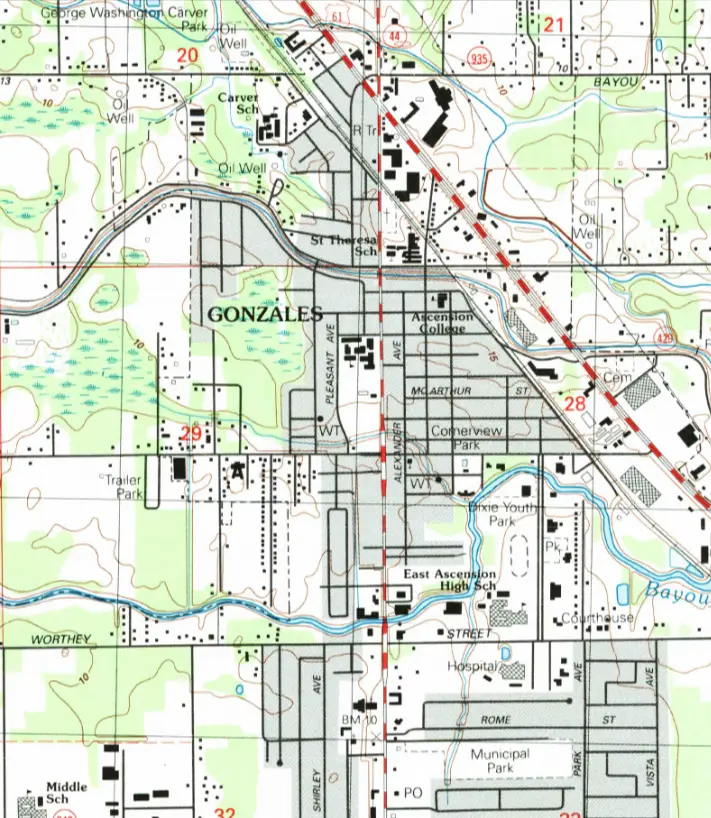 George Washington Carver
Park
Oil
Well
61
44
21
935
20
10
BAYOU
13
10
10
Oil
Well
Carver
Sch
R Tr
Oil Well
Oil
Well
St Theresa
Sch
GONZALES
Ascension
College
429
10
PLEASANT AVE
AVE
15
Cem
MC ARTHUR ST
28
29
WT
ALEXANDER
Cornerview
Park
Trailer
Park
WT
Dixie Youth
Park
Pk
East Ascension
High Sch
Bayou
Courthouse
WORTHEY
STREET
Hospital
10
AVE
AVE
AVE
BM 10
ROME ST
Municipal
Park
PARK
VISTA
SHIRLEY
Middle
Sch
PO
32